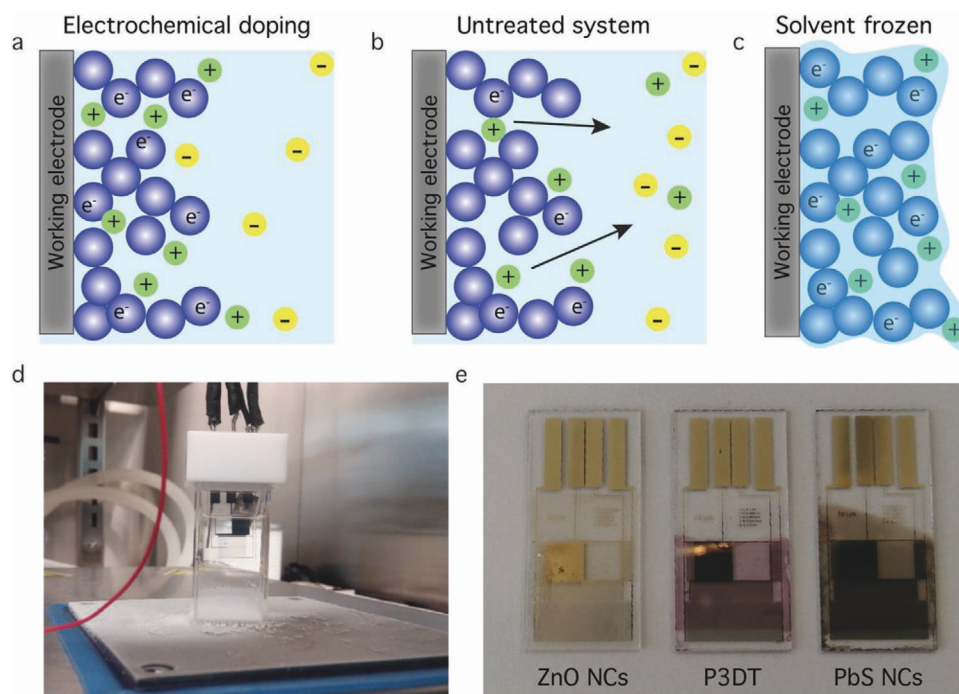 Electrochemical doping
Untreated system
Solvent frozen
a
b
c
Working electrode
e-
e-
e-
e-
e-
e-
e-
+
+
+
+
+
+
+
-
-
-
-
-
Working electrode
e-
e-
e-
+
+
+
+
+
+
-
-
-
-
-
-
Working electrode
e-
e-
e-
e-
e-
e-
e-
+
+
+
+
+
+
d
e
ZnO NCs
P3DT
PbS NCs